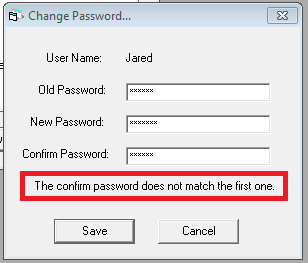 Change Password...
User Name: Jared
Old Password: ××××××
New Password: ×××××××
Confirm Password: ××××××
The confirm password does not match the first one.
Save Cancel